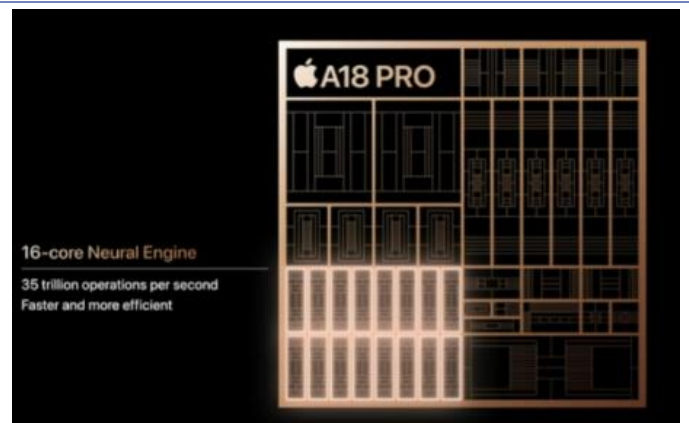 A18 PRO
16-core Neural Engine
35 trillion operations per second
Faster and more efficient